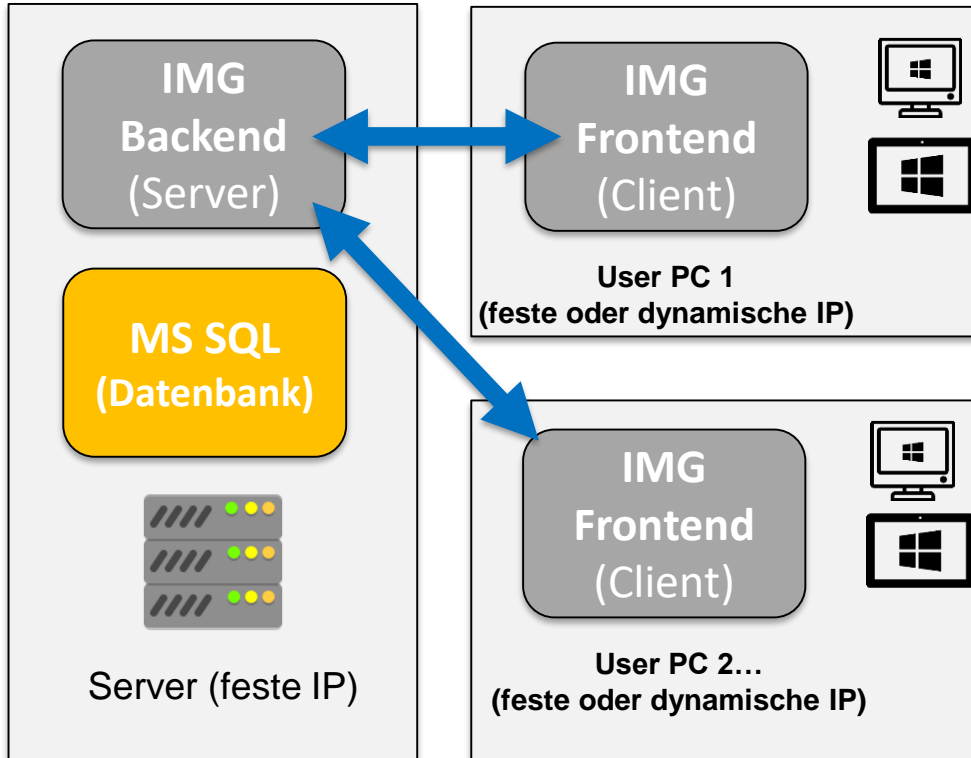 IMG
Backend
(Server)
MS SQL
(Datenbank)
Server (feste IP)
IMG
Frontend
(Client)
User PC 1
(feste oder dynamische IP)
IMG
Frontend
(Client)
User PC 2…
(feste oder dynamische IP)